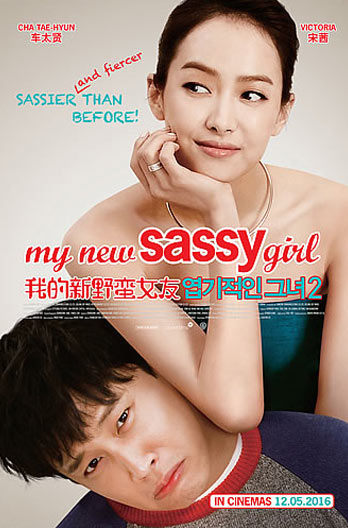 CHA TAE-HYUN
车太贤
VICTORIA
宋茜
and fiercer
SASSIER THAN
BEFORE!
my new sassy girl
我的新野蛮女友 엽기적인 그녀2
IN CINEMAS 12.05.2016